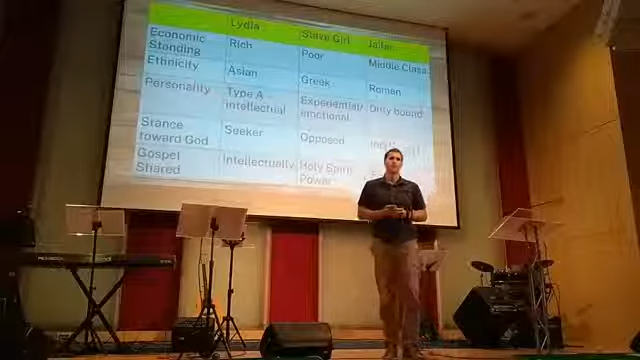 Lydia Slave Girl Jailer
Economic Standing Rich Poor Middle Class
Ethnicity Asian Greek Roman
Personality Type A intellectual Experiential/emotional Duty bound
Stance toward God Seeker Opposed
Gospel Shared Intellectually Holy Spirit Power